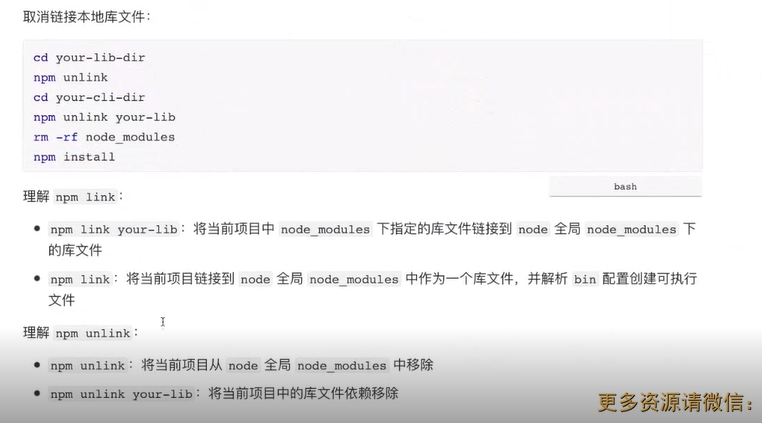 取消链接本地库文件：
cd your-lib-dir
npm unlink
cd your-cli-dir
npm unlink your-lib
rm -rf node_modules
npm install
bash
理解 npm link：
npm link your-lib：将当前项目中 node_modules 下指定的库文件链接到 node 全局 node_modules 下
的库文件
npm link：将当前项目链接到 node 全局 node_modules 中作为一个库文件，并解析 bin 配置创建可执行
文件
理解 npm unlink：
npm unlink：将当前项目从 node 全局 node_modules 中移除
npm unlink your-lib：将当前项目中的库文件依赖移除
更多资源请微信：